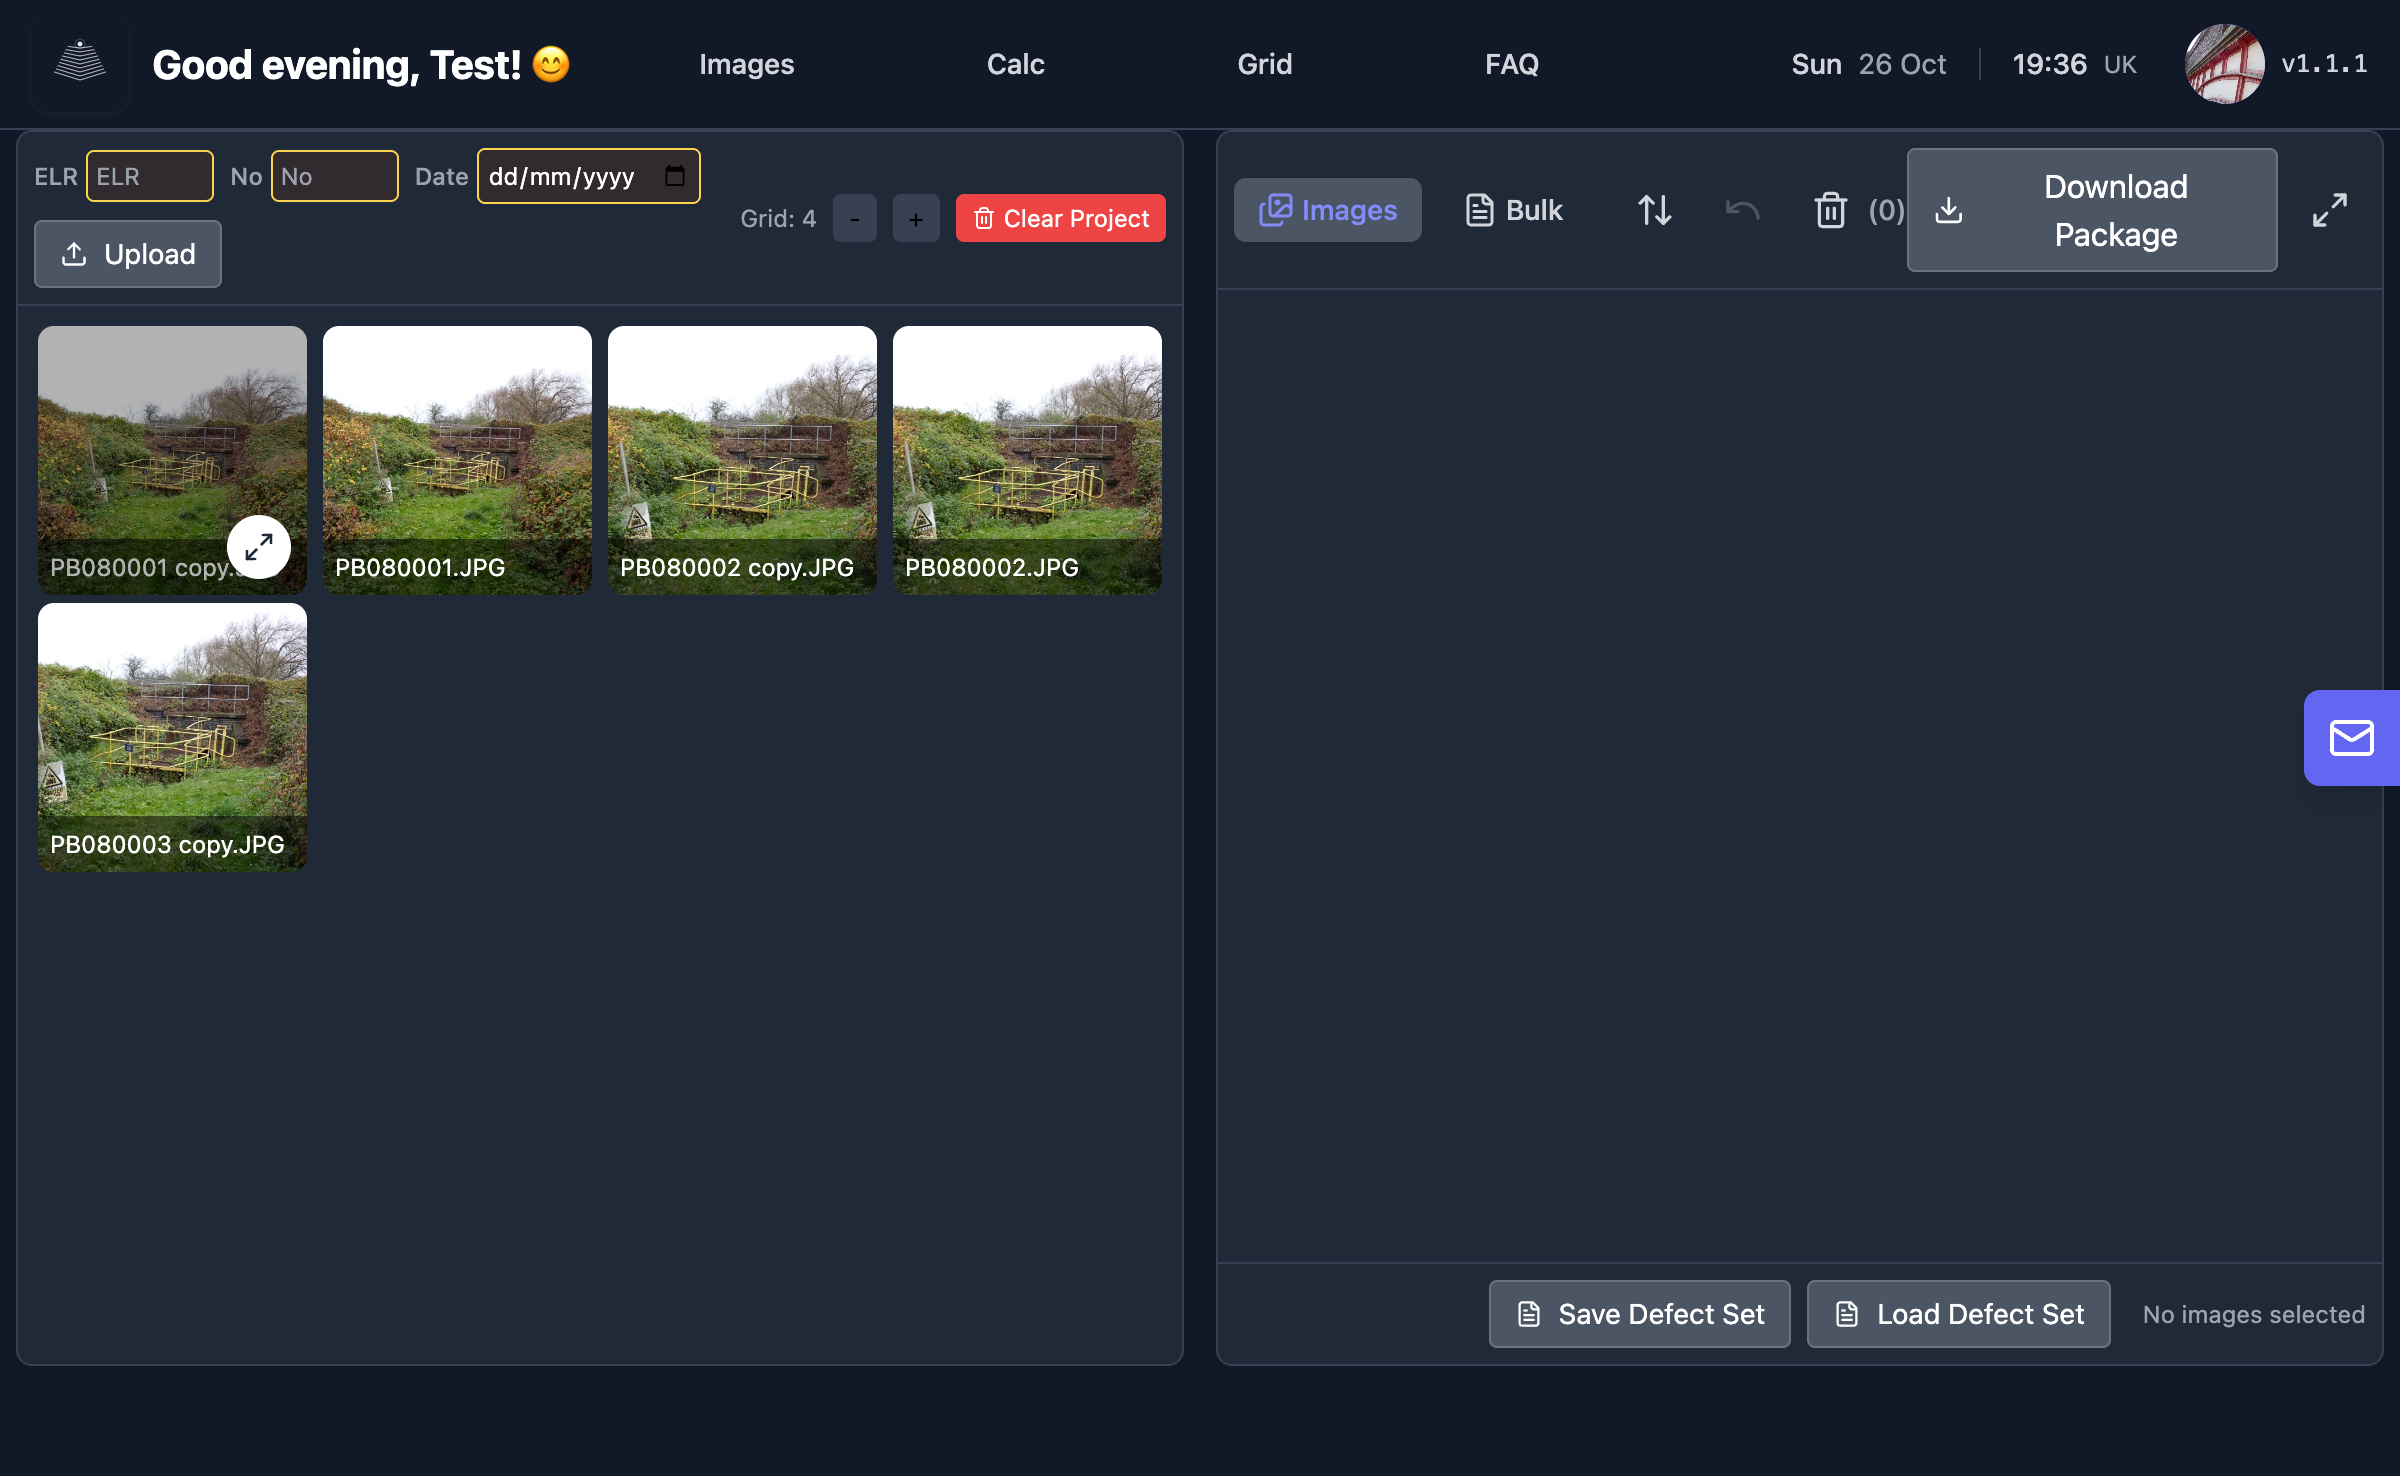 Good evening, Test! 😊
Images
Calc
Grid
FAQ
Sun 26 Oct
19:36 UK
v1.1.1
ELR ELR
No No
Date dd/mm/yyyy
Upload
Grid: 4
-
+
Clear Project
PB080001 copy.
PB080001.JPG
PB080002 copy.JPG
PB080002.JPG
PB080003 copy.JPG
Images
Bulk
(0)
Download
Package
Save Defect Set
Load Defect Set
No images selected